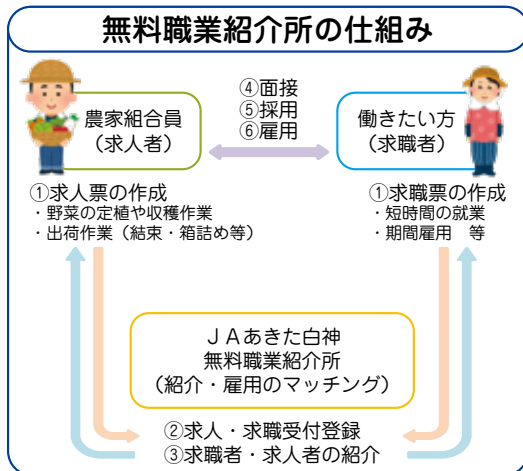 無料職業紹介所の仕組み
農家組合員
（求人者）
④面接
⑤採用
⑥雇用
働きたい方
（求職者）
①求人票の作成
・野菜の定植や収穫作業
・出荷作業（結束・箱詰め等）
①求職票の作成
・短時間の就業
・期間雇用　等
ＪＡあきた白神
無料職業紹介所
（紹介・雇用のマッチング）
②求人・求職受付登録
③求職者・求人者の紹介